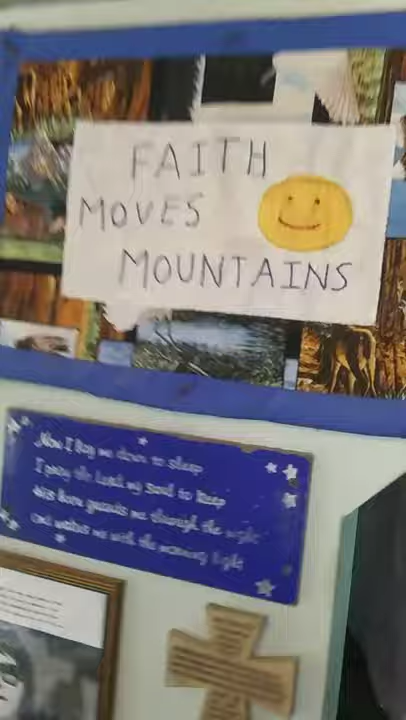 FAITH
MOVES
MOUNTAINS
Now I lay me down to sleep
I pray the Lord my soul to keep
His love guards me through the night
and wakes me with the morning light